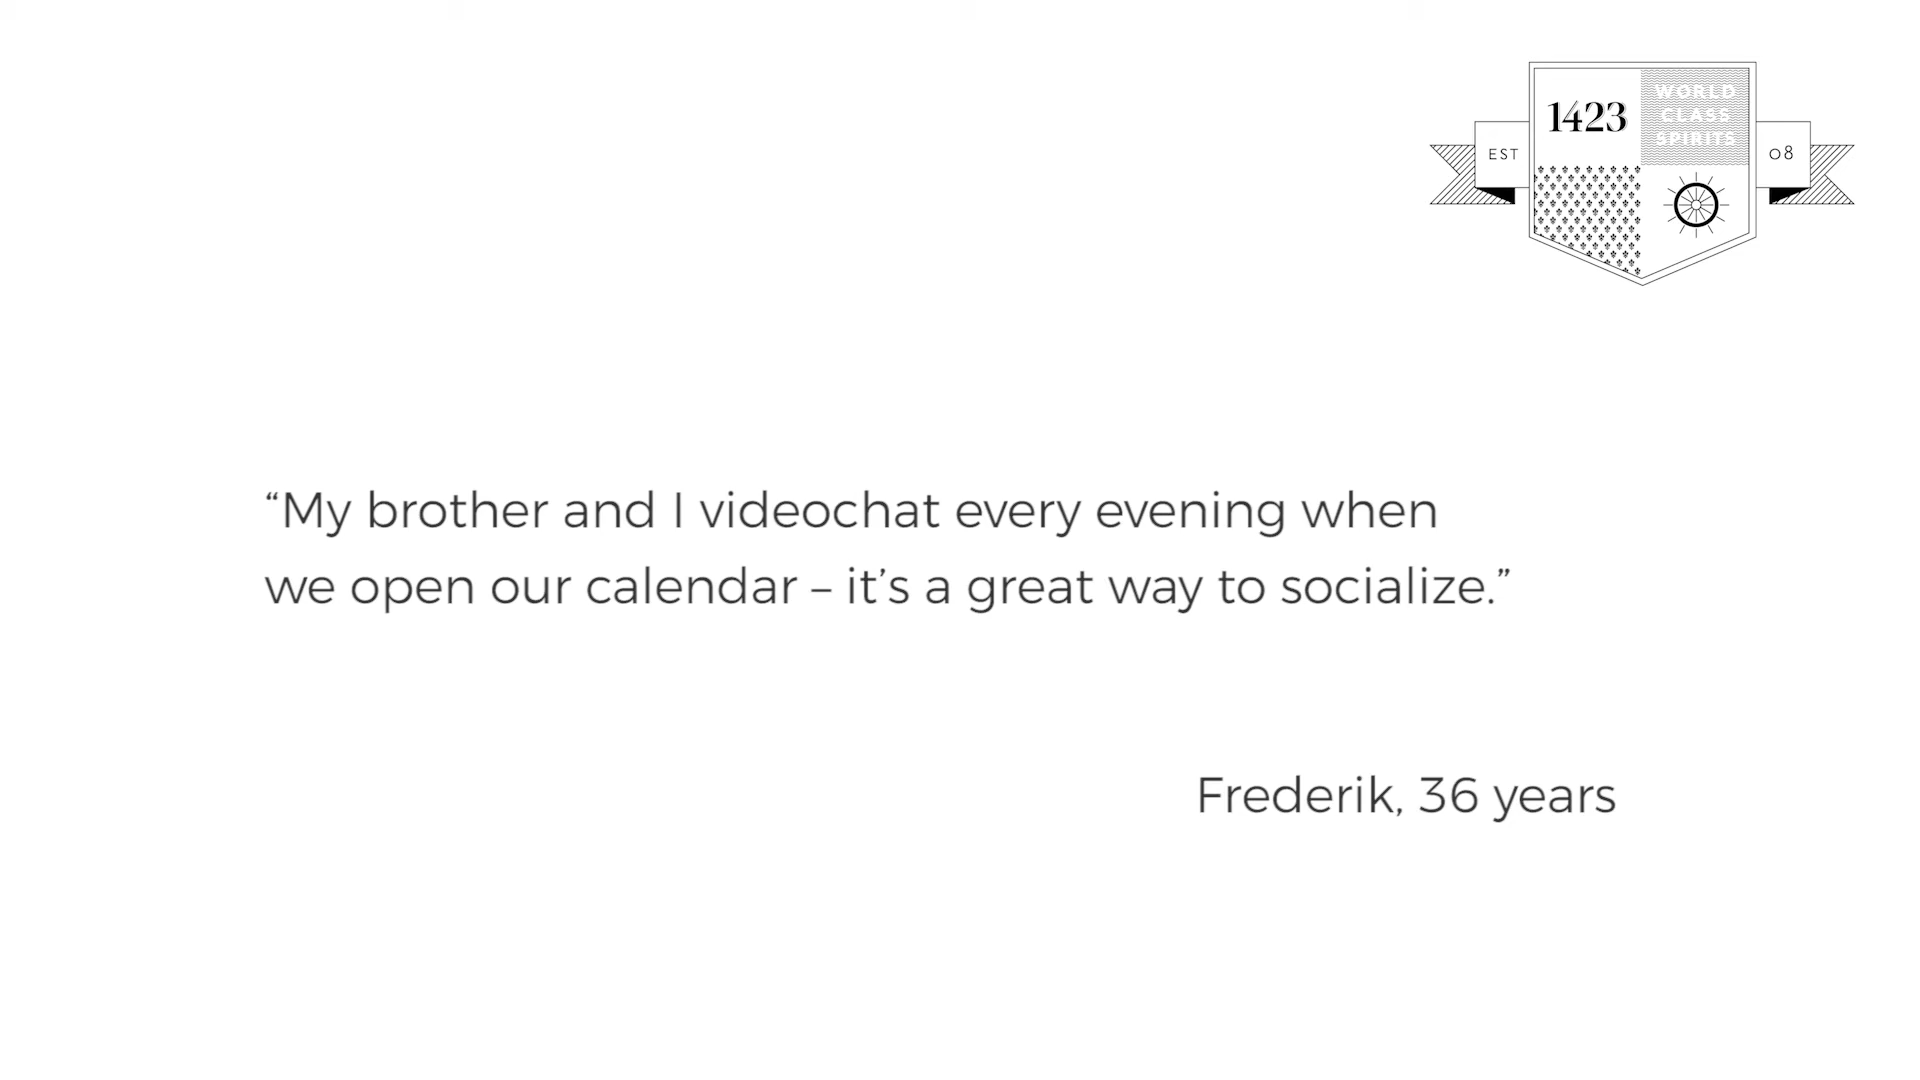 1423
WORLD
CLASS
SPIRITS
EST
08
“My brother and I videochat every evening when
we open our calendar – it’s a great way to socialize.”
Frederik, 36 years